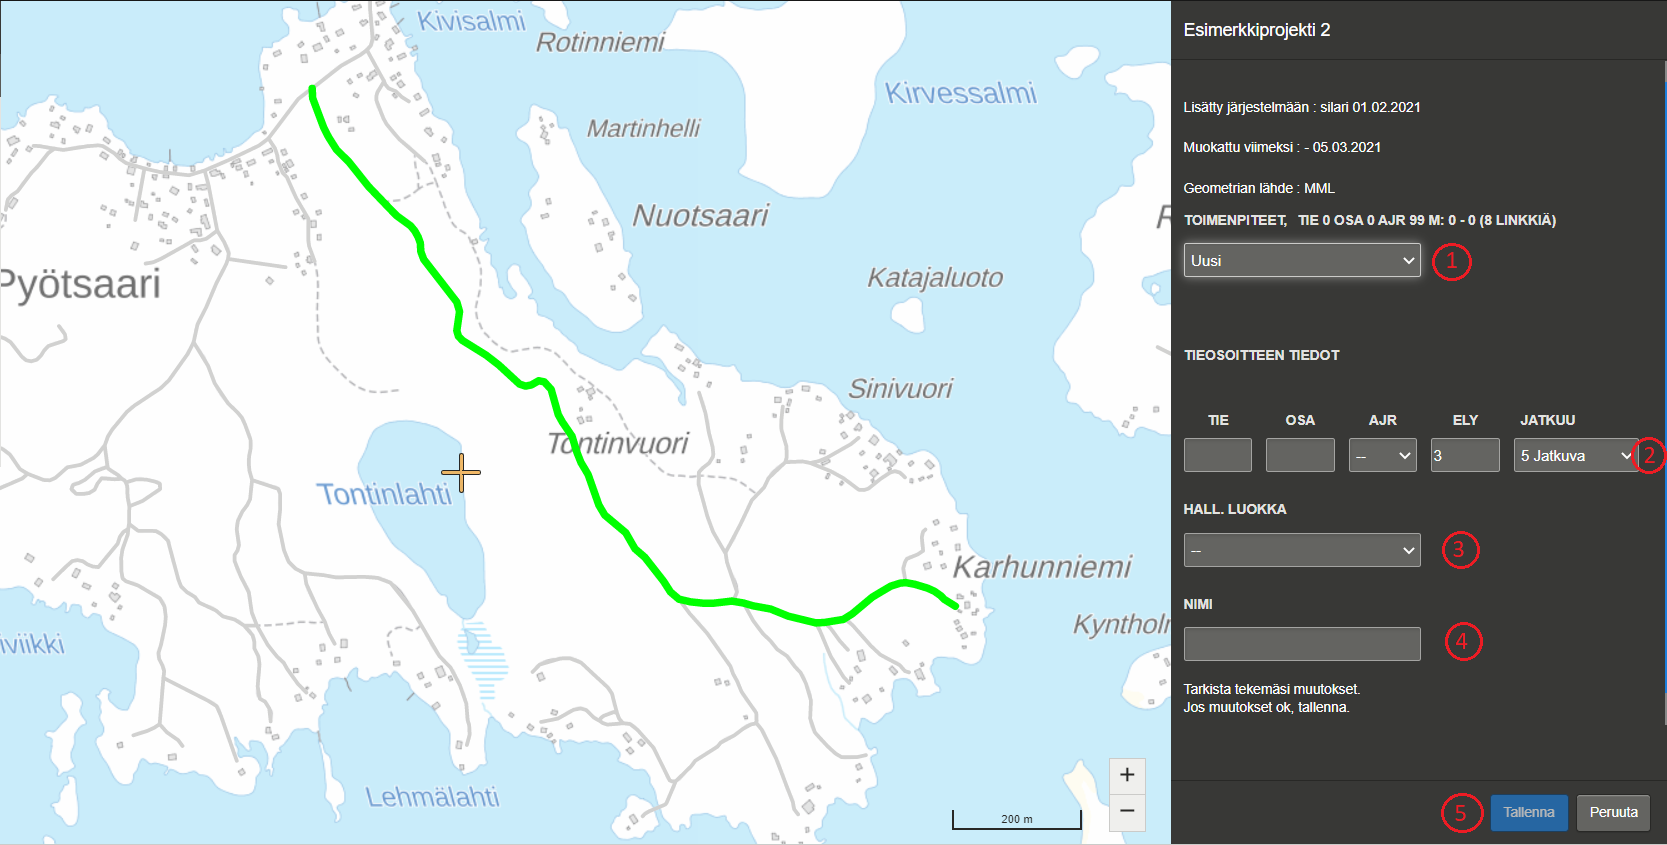 Kivisalmi
Rotinniemi
Kirvessalmi
Martinhelli
Nuotsaari
Katajaluoto
Pyötsaari
Sinivuori
Tontinvuori
Tontinlahti
Karhunniemi
Lehmälahti
200 m
+
−
Esimerkkiprojekti 2
Lisätty järjestelmään : silari 01.02.2021
Muokattu viimeksi : - 05.03.2021
Geometrian lähde : MML
TOIMENPITEET, TIE 0 OSA 0 AJR 99 M: 0 - 0 (8 LINKKIÄ)
Uusi 1
TIEOSOITTEEN TIEDOT
TIE OSA AJR ELY JATKUU
-- 3 5 Jatkuva 2
HALL. LUOKKA
-- 3
NIMI
4
Tarkista tekemäsi muutokset.
Jos muutokset ok, tallenna.
5 Tallenna Peruuta